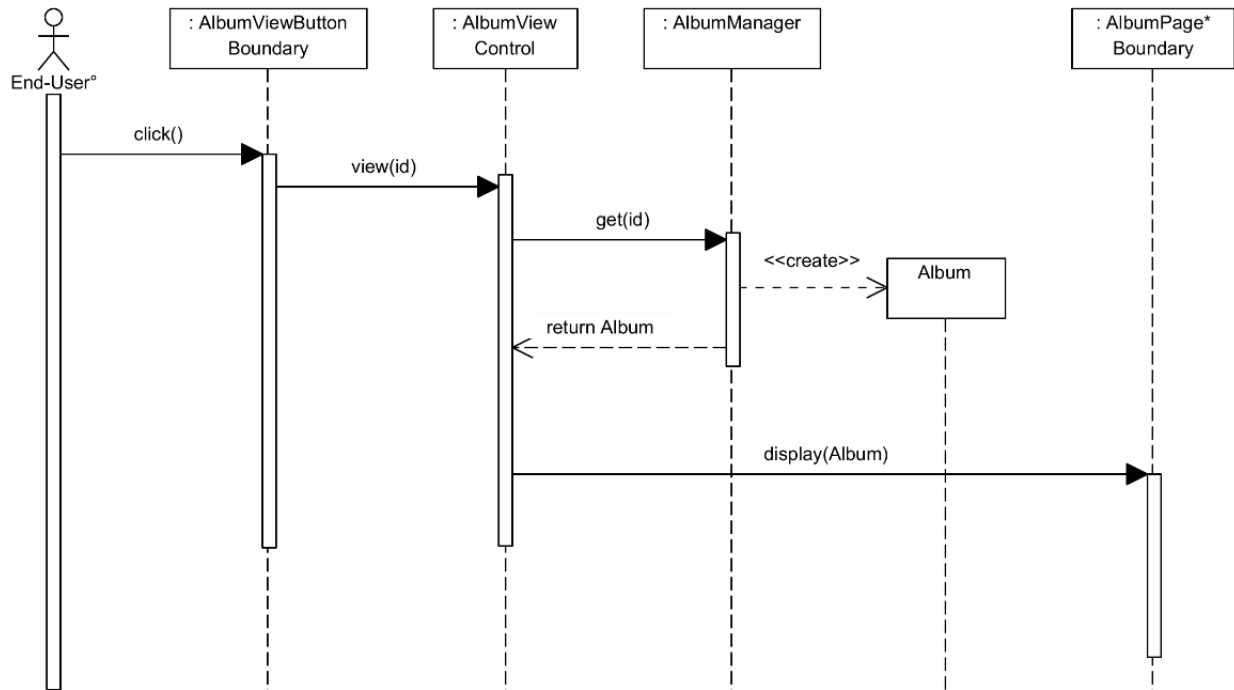 : AlbumViewButton
Boundary
: AlbumView
Control
: AlbumManager
: AlbumPage*
Boundary
End-User°
click()
view(id)
get(id)
<<create>>
Album
return Album
display(Album)